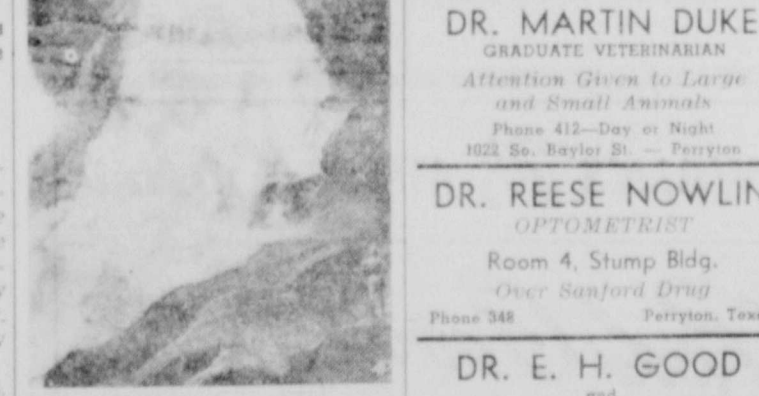 DR. MARTIN DUKE
GRADUATE VETERINARIAN
Attention Given to Large
and Small Animals
Phone 412—Day or Night
1022 So. Baylor St. — Perryton
DR. REESE NOWLIN
OPTOMETRIST
Room 4, Stump Bldg.
Over Sanford Drug
Phone 348 Perryton, Texa
DR. E. H. GOOD
and